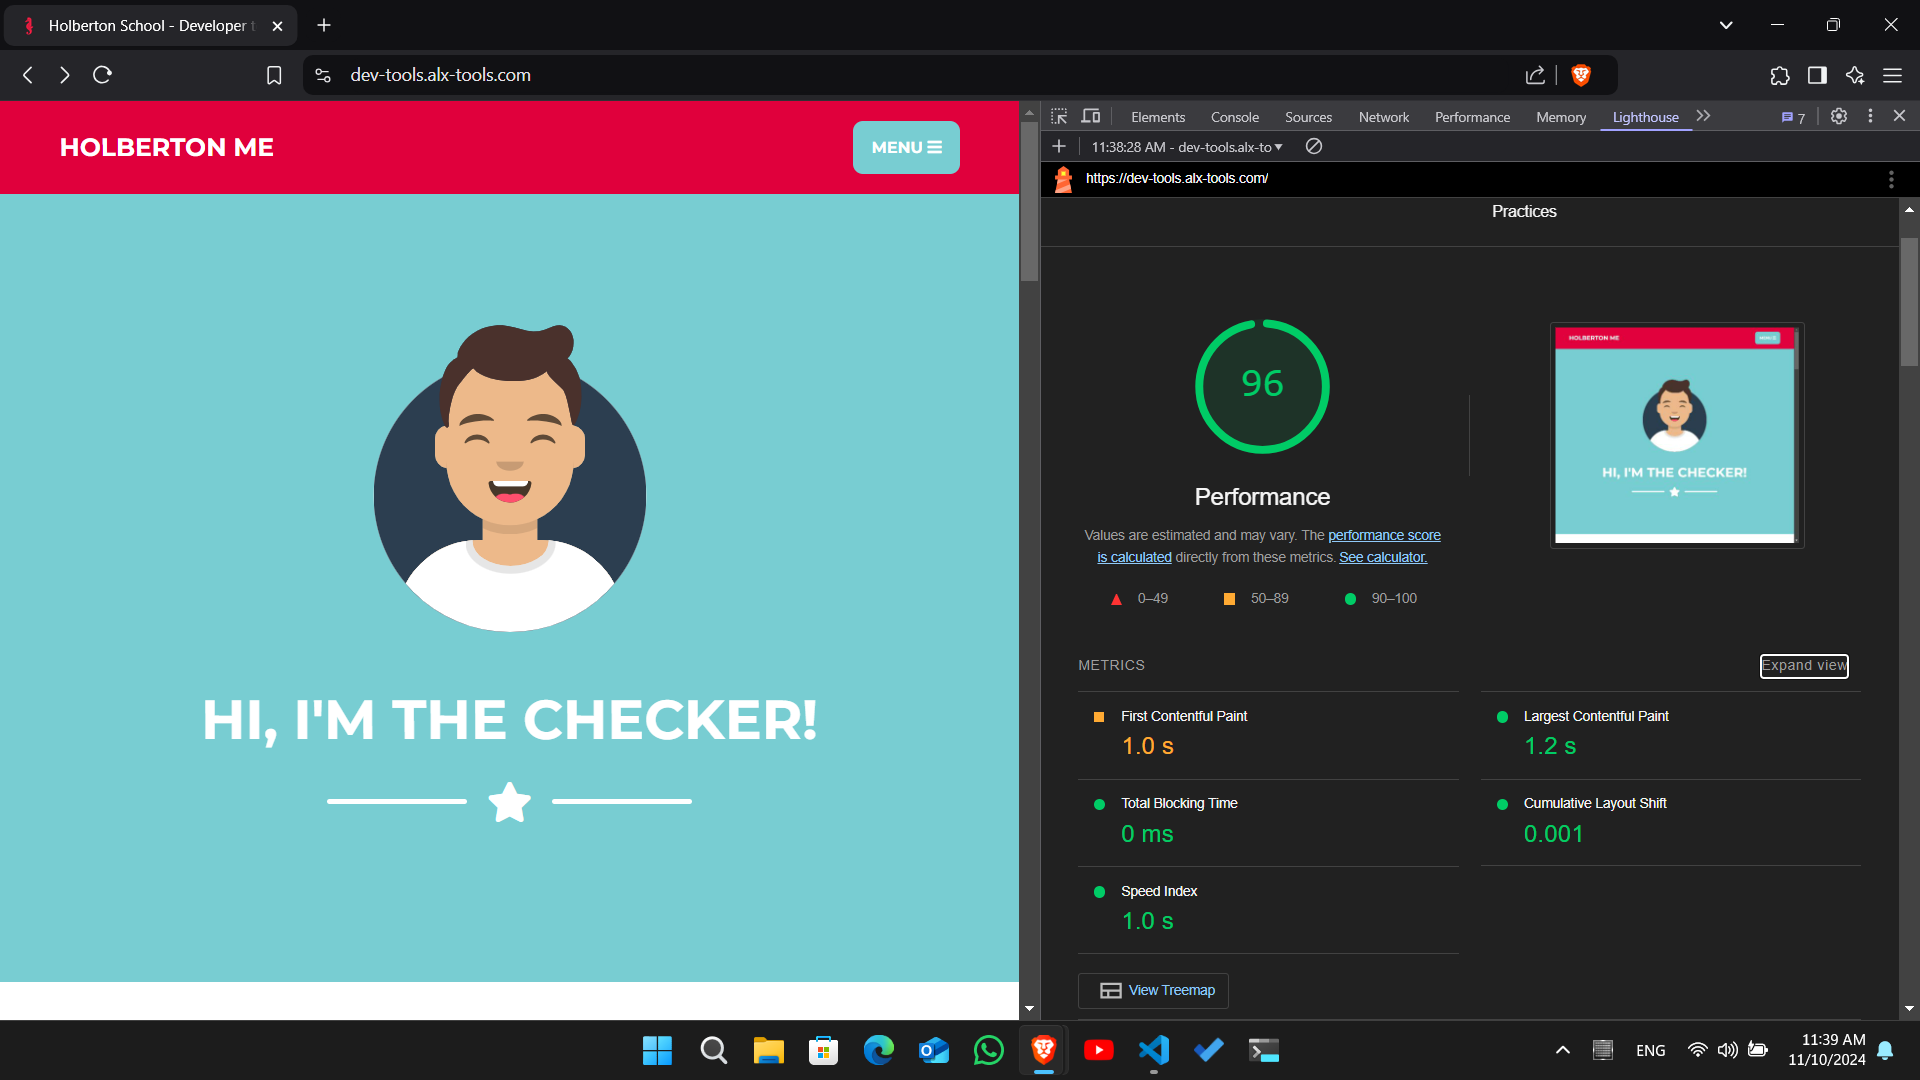 Holberton School - Developer t
dev-tools.alx-tools.com
HOLBERTON ME
MENU
HI, I'M THE CHECKER!
Elements
Console
Sources
Network
Performance
Memory
Lighthouse
7
11:38:28 AM - dev-tools.alx-to
https://dev-tools.alx-tools.com/
Practices
96
Performance
Values are estimated and may vary. The performance score
is calculated directly from these metrics. See calculator.
0–49
50–89
90–100
HOLBERTON ME
MENU
HI, I'M THE CHECKER!
METRICS
Expand view
First Contentful Paint
1.0 s
Largest Contentful Paint
1.2 s
Total Blocking Time
0 ms
Cumulative Layout Shift
0.001
Speed Index
1.0 s
View Treemap
ENG
11:39 AM
11/10/2024